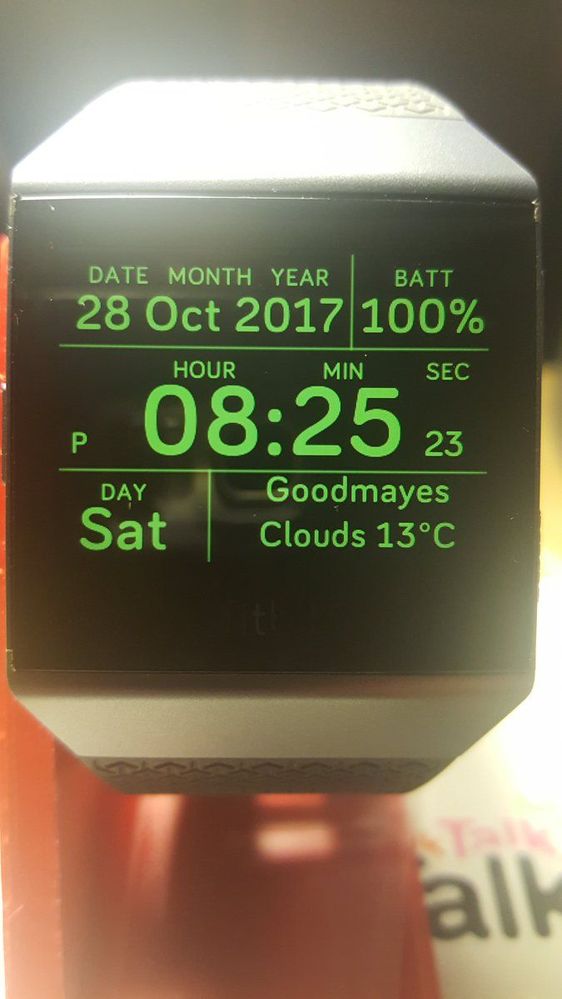 DATE MONTH YEAR BATT
28 Oct 2017 100%
HOUR MIN SEC
P 08:25 23
DAY Goodmayes
Sat Clouds 13°C
Talk